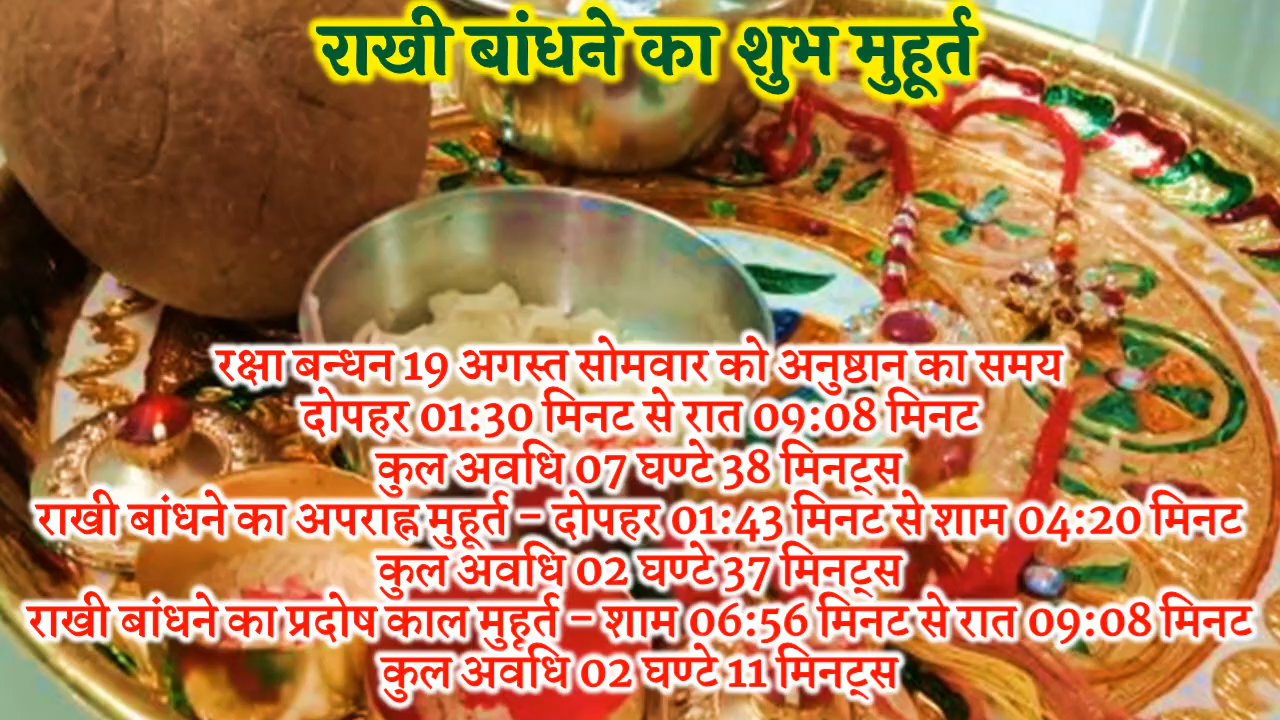 राखी बांधने का शुभ मुहूर्त
रक्षा बन्धन 19 अगस्त सोमवार को अनुष्ठान का समय
दोपहर 01:30 मिनट से रात 09:08 मिनट
कुल अवधि 07 घण्टे 38 मिनट्स
राखी बांधने का अपराह्न मुहूर्त - दोपहर 01:43 मिनट से शाम 04:20 मिनट
कुल अवधि 02 घण्टे 37 मिनट्स
राखी बांधने का प्रदोष काल मुहृर्त - शाम 06:56 मिनट से रात 09:08 मिनट
कुल अवधि 02 घण्टे 11 मिनट्स